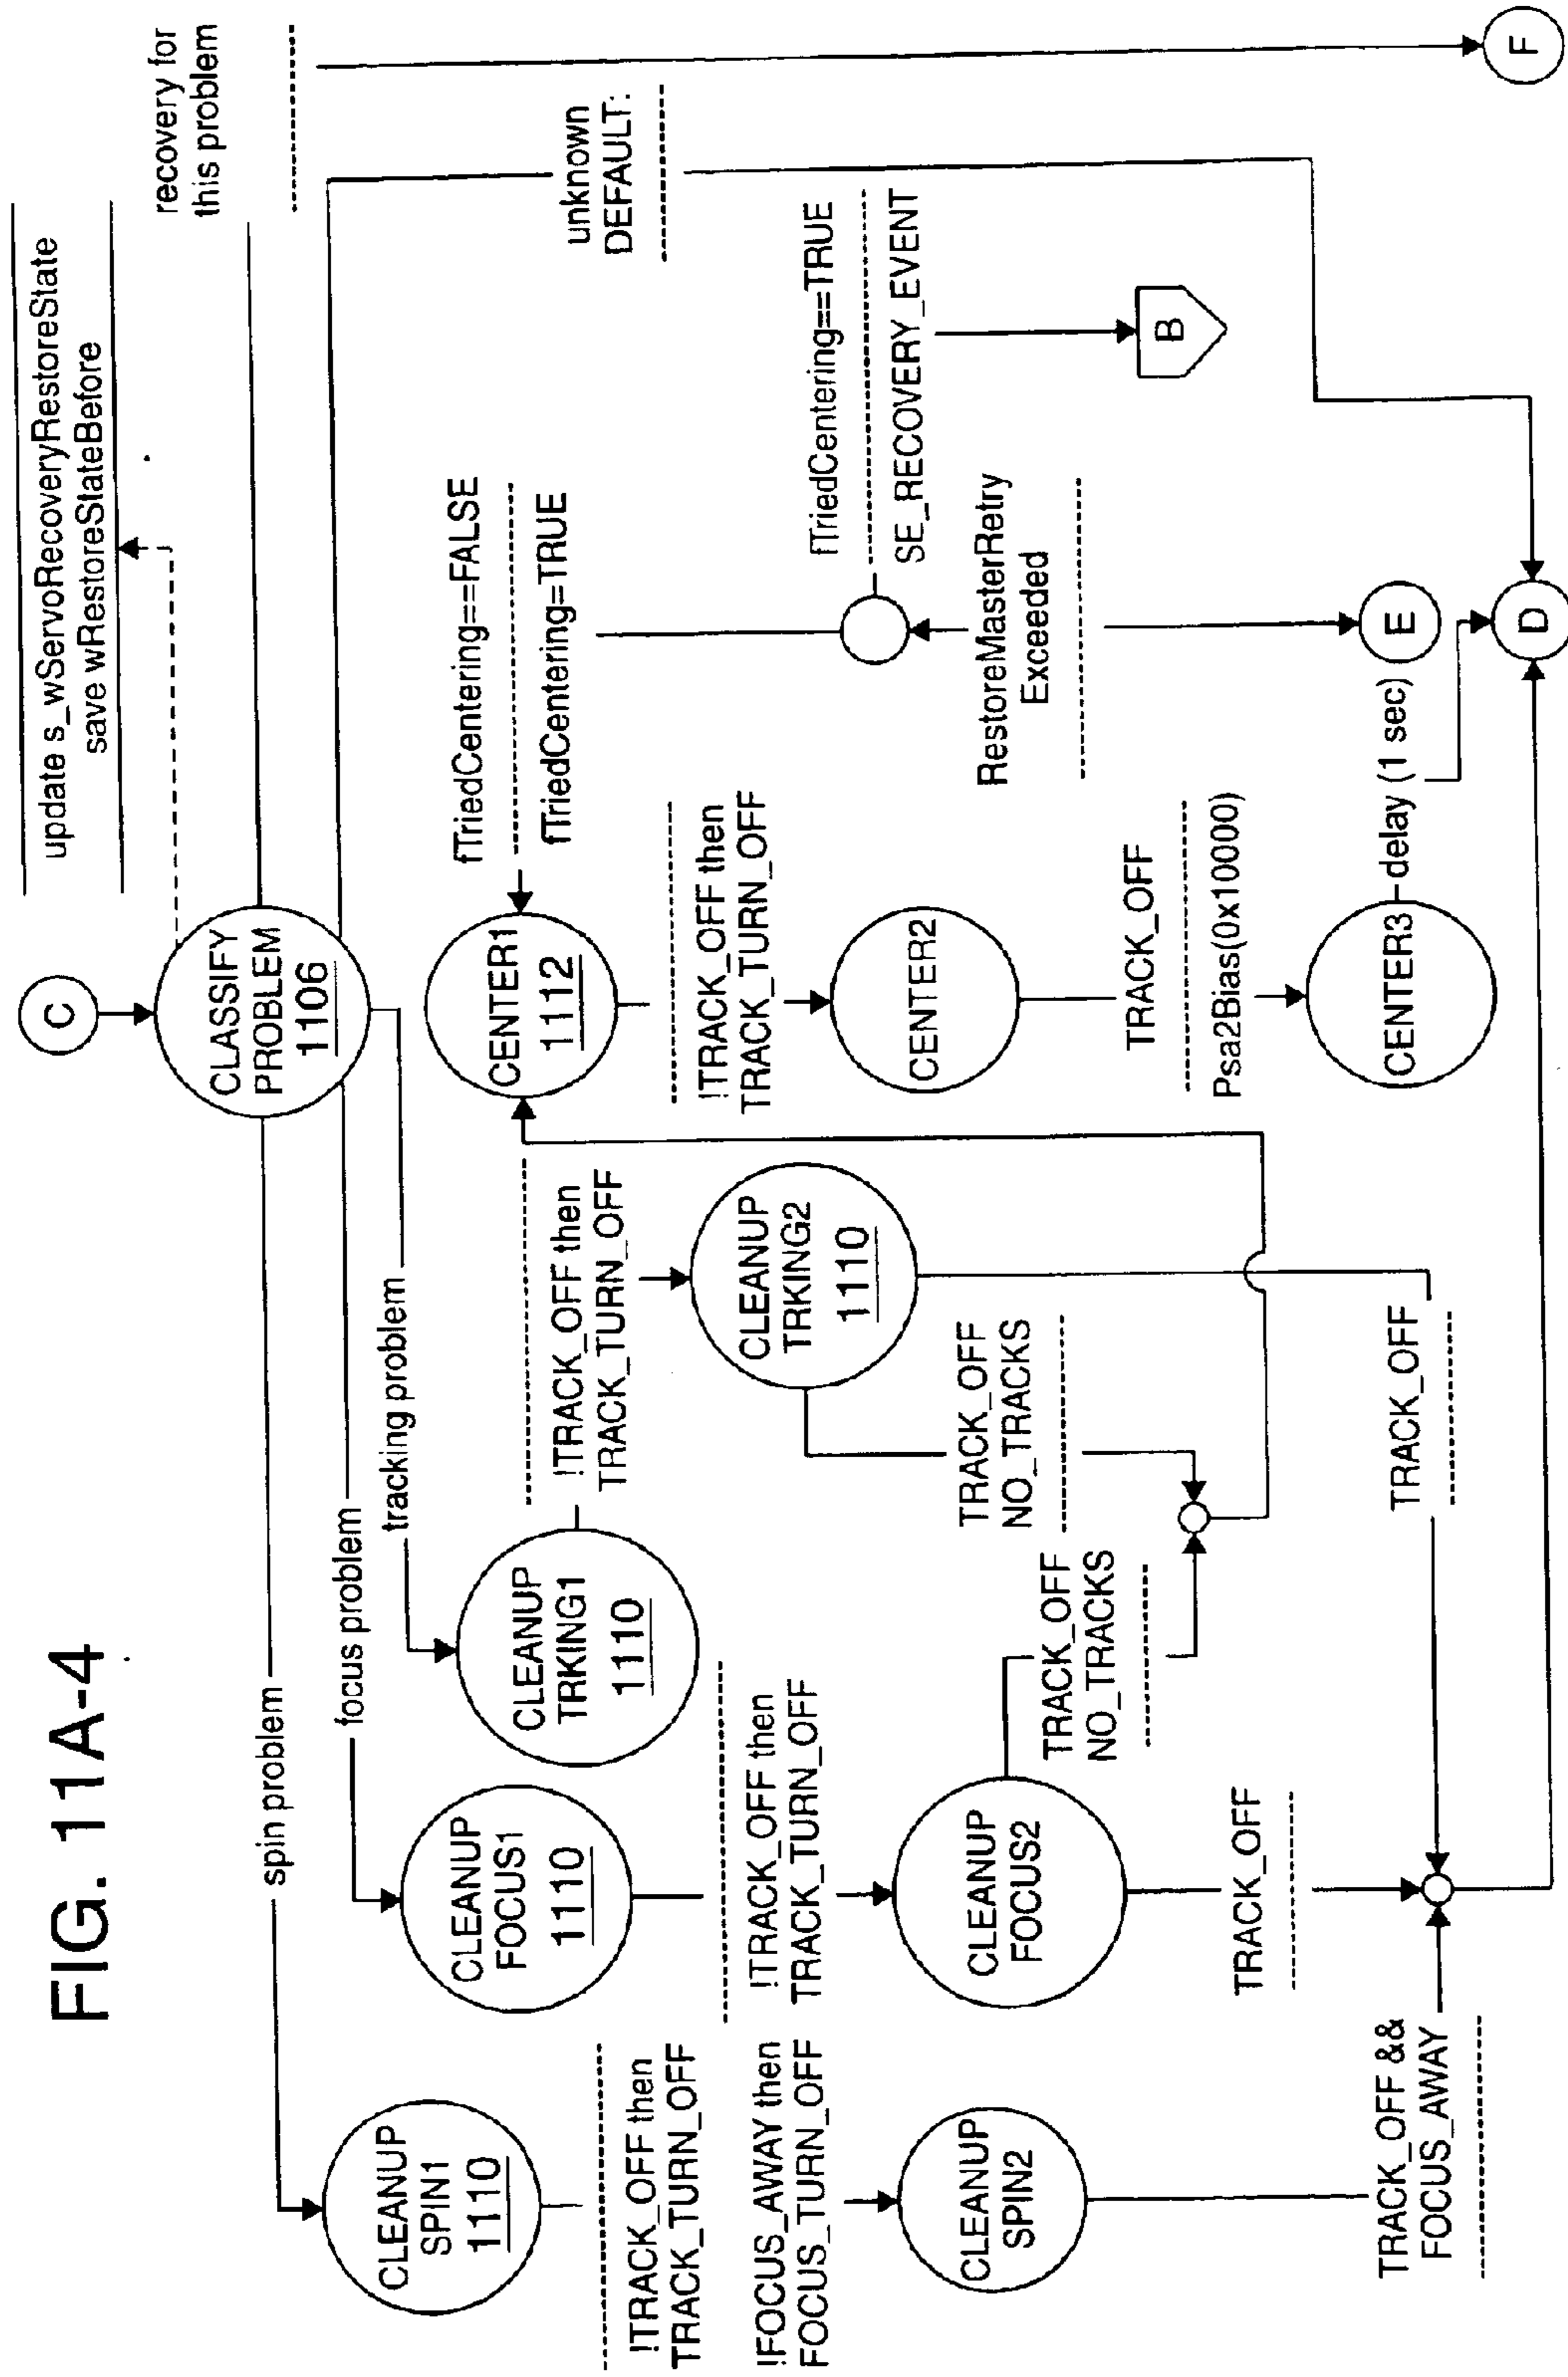 FIG. 11A-4
C
update s_wServoRecoveryRestoreState
save wRestoreStateBefore
CLASSIFY
PROBLEM
1106
recovery for
this problem
spin problem
focus problem
tracking problem
unknown
DEFAULT:
CLEANUP
SPIN1
1110
CLEANUP
FOCUS1
1110
CLEANUP
TRKING1
1110
CENTER1
1112
fTriedCentering==FALSE
fTriedCentering=TRUE
!TRACK_OFF then
TRACK_TURN_OFF
!FOCUS_AWAY then
FOCUS_TURN_OFF
!TRACK_OFF then
TRACK_TURN_OFF
!TRACK_OFF then
TRACK_TURN_OFF
!TRACK_OFF then
TRACK_TURN_OFF
CLEANUP
TRKING2
1110
CLEANUP
SPIN2
CLEANUP
FOCUS2
CENTER2
fTriedCentering==TRUE
SE_RECOVERY_EVENT
B
RestoreMasterRetry
Exceeded
TRACK_OFF
NO_TRACKS
TRACK_OFF
NO_TRACKS
TRACK_OFF
Psa2Bias(0x10000)
CENTER3
delay (1 sec)
E
TRACK_OFF &&
FOCUS_AWAY
TRACK_OFF
TRACK_OFF
D
F